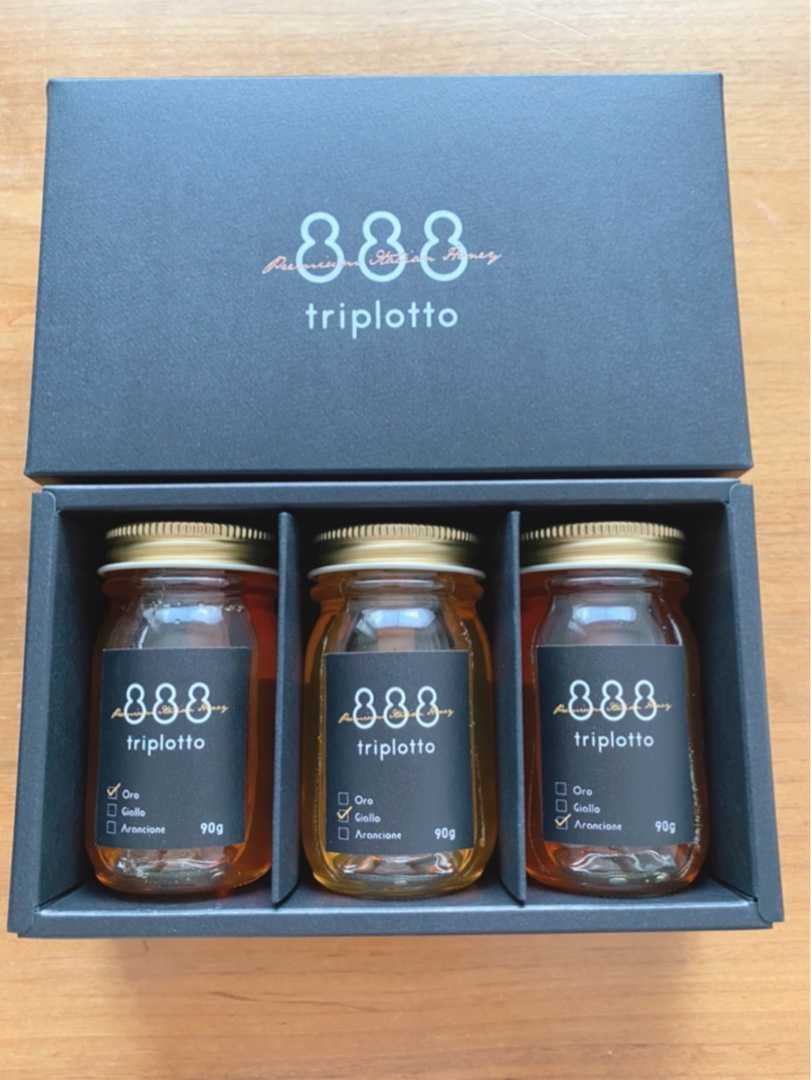 888
Premium Italian Honey
triplotto
888
Premium Italian Honey
triplotto
Oro
Giallo
Arancione 90g
888
Premium Italian Honey
triplotto
Oro
Giallo
Arancione 90g
888
Premium Italian Honey
triplotto
Oro
Giallo
Arancione 90g